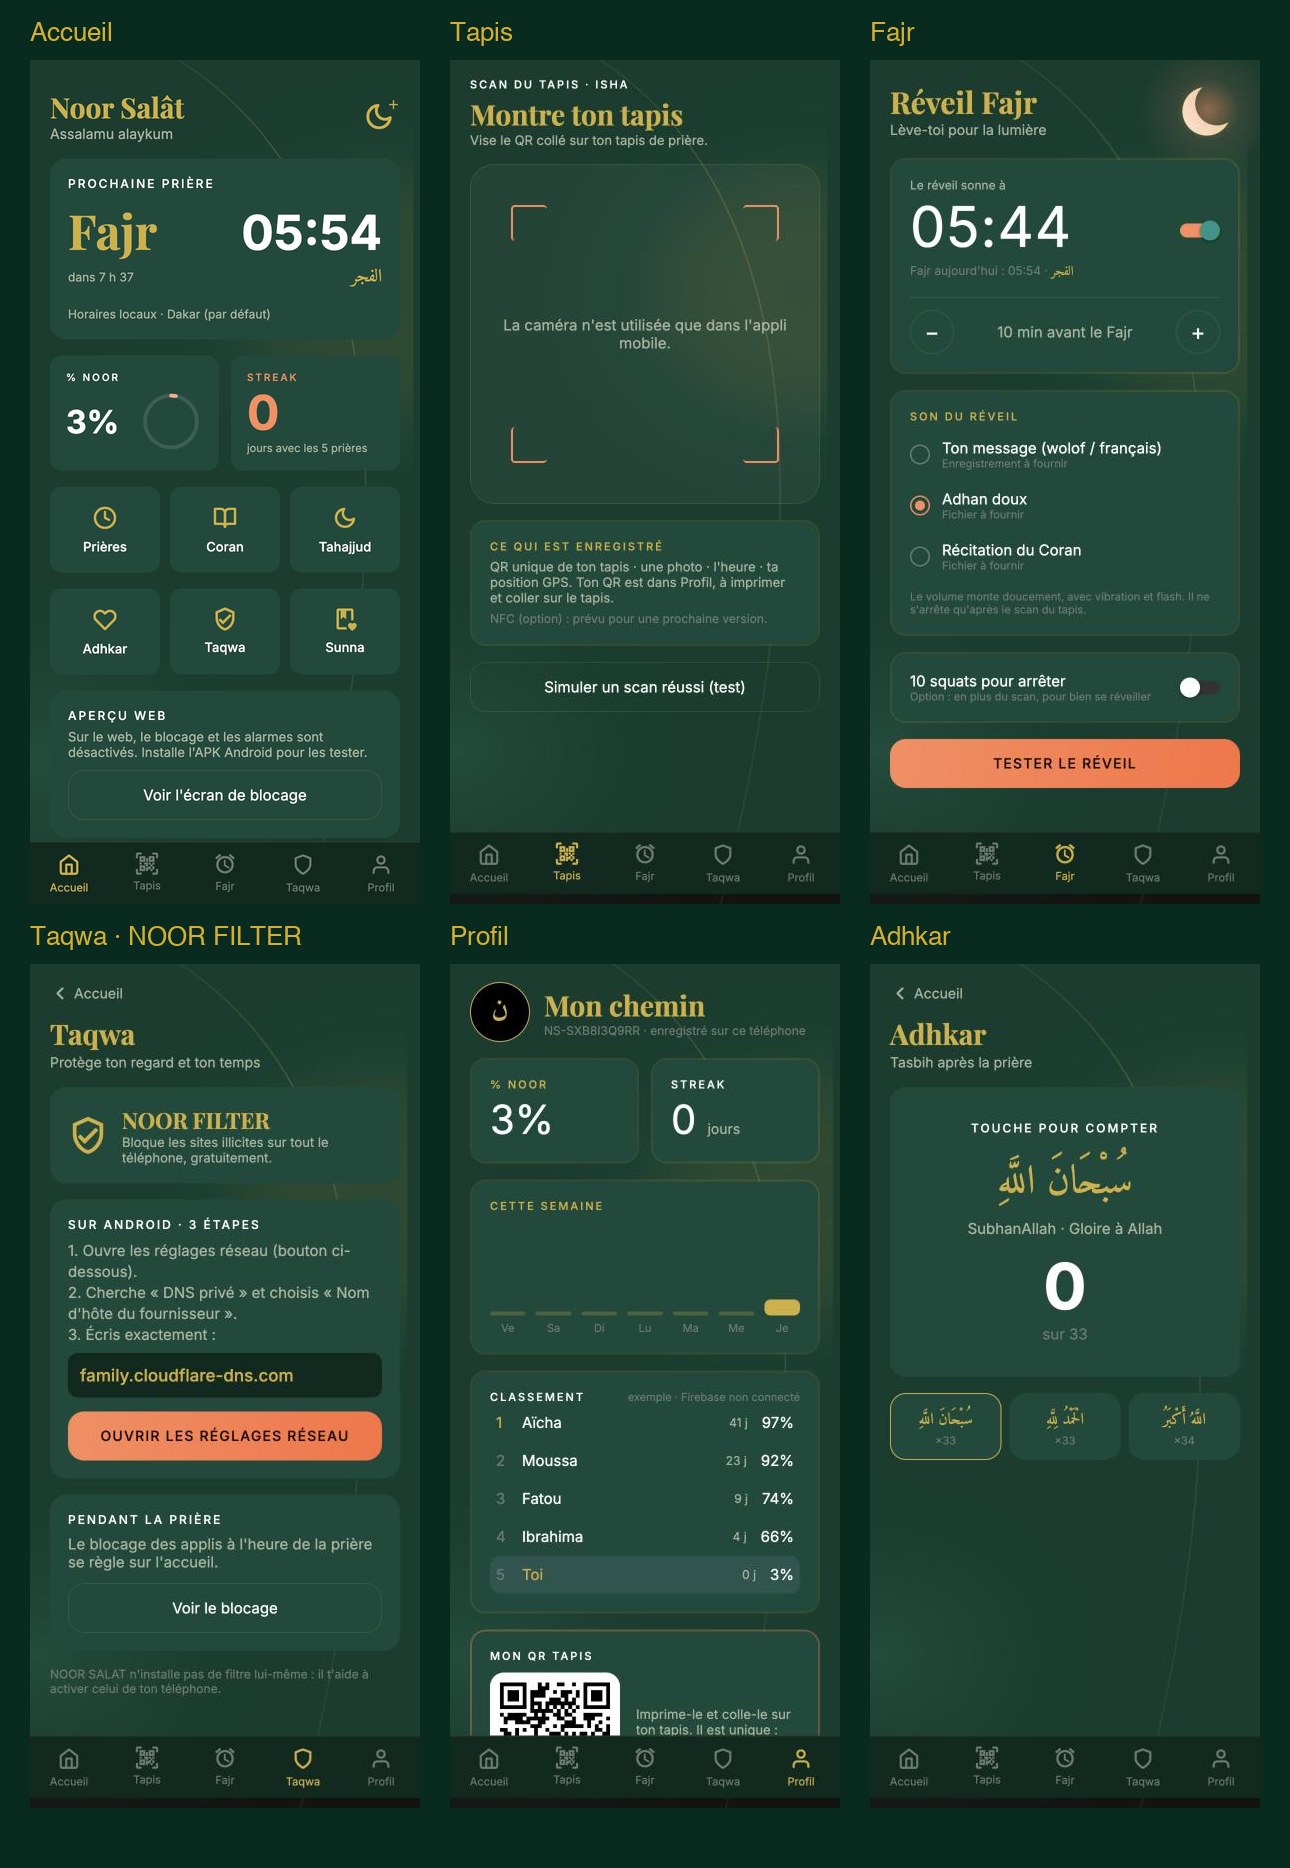 Accueil
Noor Salât
Assalamu alaykum
PROCHAINE PRIÈRE
Fajr
05:54
dans 7 h 37
الفجر
Horaires locaux · Dakar (par défaut)
% NOOR
3%
STREAK
0
jours avec les 5 prières
Prières
Coran
Tahajjud
Adhkar
Taqwa
Sunna
APERÇU WEB
Sur le web, le blocage et les alarmes sont
désactivés. Installe l'APK Android pour les tester.
Voir l'écran de blocage
Accueil
Tapis
Fajr
Taqwa
Profil
Tapis
SCAN DU TAPIS · ISHA
Montre ton tapis
Vise le QR collé sur ton tapis de prière.
La caméra n'est utilisée que dans l'appli
mobile.
CE QUI EST ENREGISTRÉ
QR unique de ton tapis · une photo · l'heure · ta
position GPS. Ton QR est dans Profil, à imprimer
et coller sur le tapis.
NFC (option) : prévu pour une prochaine version.
Simuler un scan réussi (test)
Accueil
Tapis
Fajr
Taqwa
Profil
Fajr
Réveil Fajr
Lève-toi pour la lumière
Le réveil sonne à
05:44
Fajr aujourd'hui : 05:54 · الفجر
−
10 min avant le Fajr
+
SON DU RÉVEIL
Ton message (wolof / français)
Enregistrement à fournir
Adhan doux
Fichier à fournir
Récitation du Coran
Fichier à fournir
Le volume monte doucement, avec vibration et flash. Il ne
s'arrête qu'après le scan du tapis.
10 squats pour arrêter
Option : en plus du scan, pour bien se réveiller
TESTER LE RÉVEIL
Accueil
Tapis
Fajr
Taqwa
Profil
Taqwa · NOOR FILTER
Accueil
Taqwa
Protège ton regard et ton temps
NOOR FILTER
Bloque les sites illicites sur tout le
téléphone, gratuitement.
SUR ANDROID · 3 ÉTAPES
1. Ouvre les réglages réseau (bouton ci-
dessous).
2. Cherche « DNS privé » et choisis « Nom
d'hôte du fournisseur ».
3. Écris exactement :
family.cloudflare-dns.com
OUVRIR LES RÉGLAGES RÉSEAU
PENDANT LA PRIÈRE
Le blocage des applis à l'heure de la prière
se règle sur l'accueil.
Voir le blocage
NOOR SALAT n'installe pas de filtre lui-même : il t'aide à
activer celui de ton téléphone.
Accueil
Tapis
Fajr
Taqwa
Profil
Profil
ن
Mon chemin
NS-SXB8I3Q9RR · enregistré sur ce téléphone
% NOOR
3%
STREAK
0 jours
CETTE SEMAINE
Ve
Sa
Di
Lu
Ma
Me
Je
CLASSEMENT
exemple · Firebase non connecté
1 Aïcha 41 j 97%
2 Moussa 23 j 92%
3 Fatou 9 j 74%
4 Ibrahima 4 j 66%
5 Toi 0 j 3%
MON QR TAPIS
Imprime-le et colle-le sur
ton tapis. Il est unique :
Accueil
Tapis
Fajr
Taqwa
Profil
Adhkar
Accueil
Adhkar
Tasbih après la prière
TOUCHE POUR COMPTER
سُبْحَانَ اللَّهِ
SubhanAllah · Gloire à Allah
0
sur 33
سُبْحَانَ اللَّهِ
×33
الْحَمْدُ لِلَّهِ
×33
اللَّهُ أَكْبَرُ
×34
Accueil
Tapis
Fajr
Taqwa
Profil